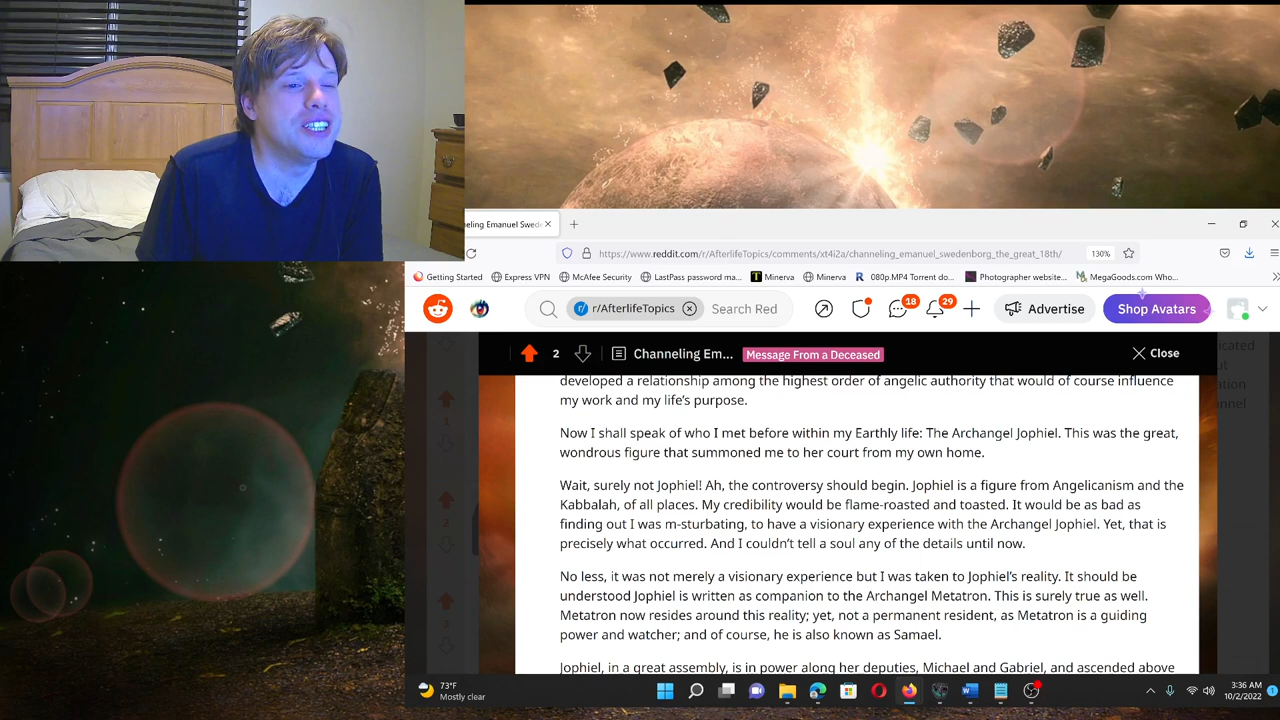 neling Emanuel Swede
https://www.reddit.com/r/AfterlifeTopics/comments/xt4i2a/channeling_emanuel_swedenborg_the_great_18th/
130%
Getting Started
Express VPN
McAfee Security
LastPass password ma...
Minerva
Minerva
080p.MP4 Torrent do...
Photographer website...
MegaGoods.com Who...
r/AfterlifeTopics
Search Red
18
29
Advertise
Shop Avatars
2
Channeling Em...
Message From a Deceased
Close
developed a relationship among the highest order of angelic authority that would of course influence
my work and my life's purpose.
Now I shall speak of who I met before within my Earthly life: The Archangel Jophiel. This was the great,
wondrous figure that summoned me to her court from my own home.
Wait, surely not Jophiel! Ah, the controversy should begin. Jophiel is a figure from Angelicanism and the
Kabbalah, of all places. My credibility would be flame-roasted and toasted. It would be as bad as
finding out I was m-sturbating, to have a visionary experience with the Archangel Jophiel. Yet, that is
precisely what occurred. And I couldn't tell a soul any of the details until now.
No less, it was not merely a visionary experience but I was taken to Jophiel's reality. It should be
understood Jophiel is written as companion to the Archangel Metatron. This is surely true as well.
Metatron now resides around this reality; yet, not a permanent resident, as Metatron is a guiding
power and watcher; and of course, he is also known as Samael.
Jophiel, in a great assembly, is in power along her deputies, Michael and Gabriel, and ascended above
73°F
Mostly clear
3:36 AM
10/2/2022